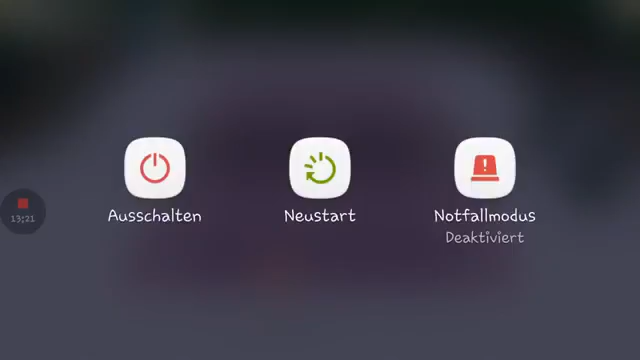 Ausschalten
Neustart
Notfallmodus
Deaktiviert
13:21